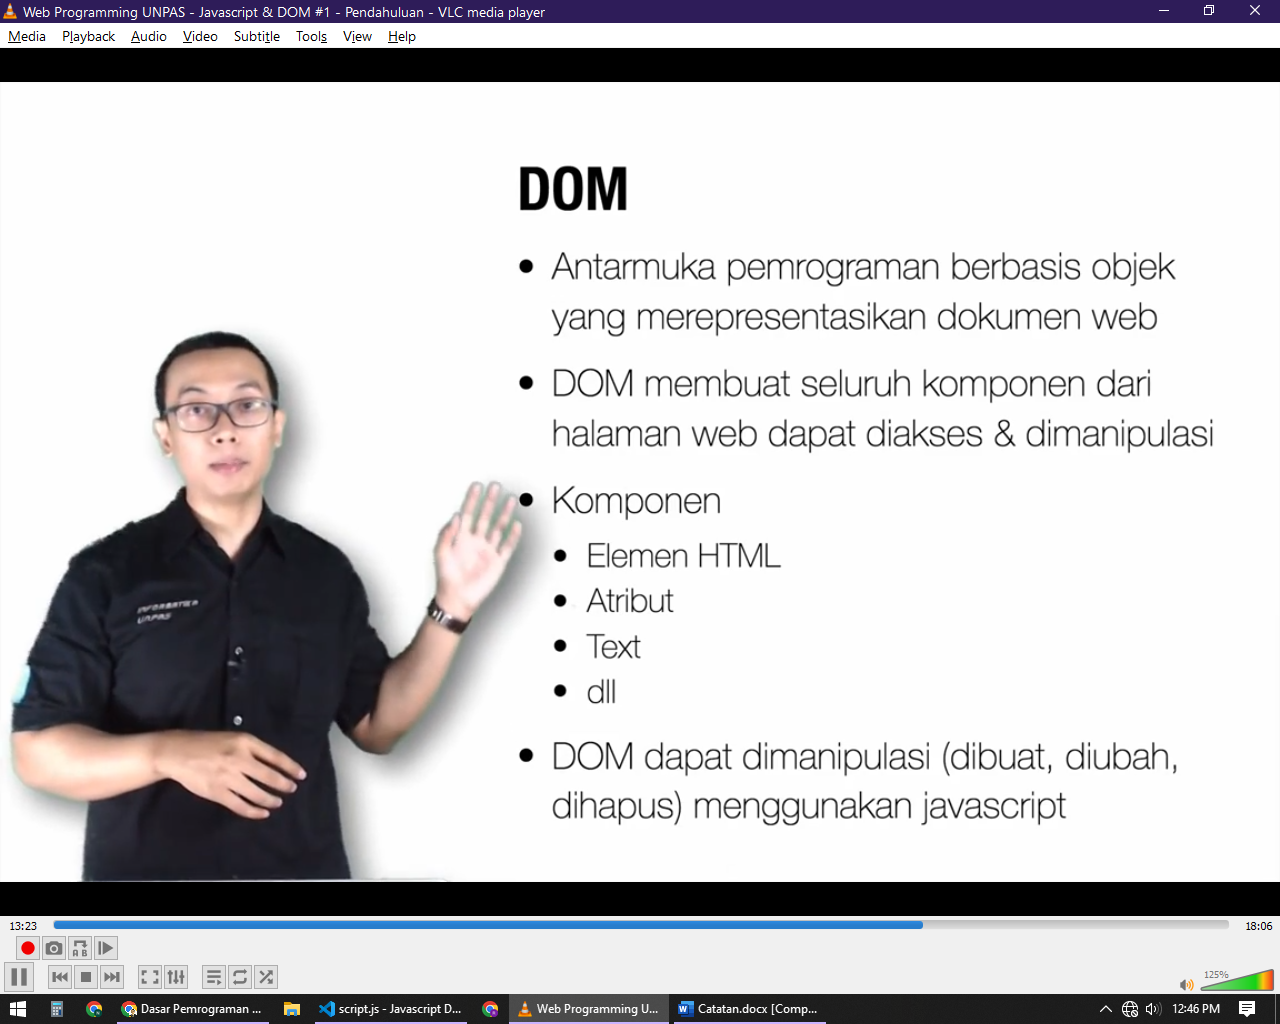 Web Programming UNPAS - Javascript & DOM #1 - Pendahuluan - VLC media player
Media Playback Audio Video Subtitle Tools View Help
DOM
• Antarmuka pemrograman berbasis objek
yang merepresentasikan dokumen web
• DOM membuat seluruh komponen dari
halaman web dapat diakses & dimanipulasi
• Komponen
• Elemen HTML
• Atribut
• Text
• dll
• DOM dapat dimanipulasi (dibuat, diubah,
dihapus) menggunakan javascript
INFORMATIKA
UNPAS
13:23
18:06
A B
125%
Dasar Pemrograman ...
script.js - Javascript D...
Web Programming U...
Catatan.docx [Comp...
12:46 PM